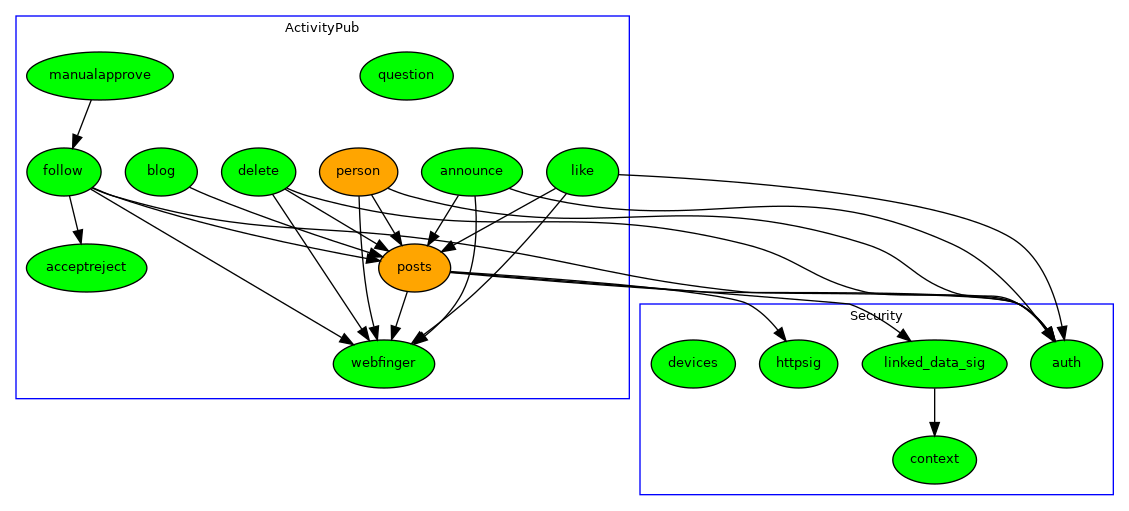 ActivityPub
manualapprove
question
follow
blog
delete
person
announce
like
acceptreject
posts
Security
webfinger
devices
httpsig
linked_data_sig
auth
context